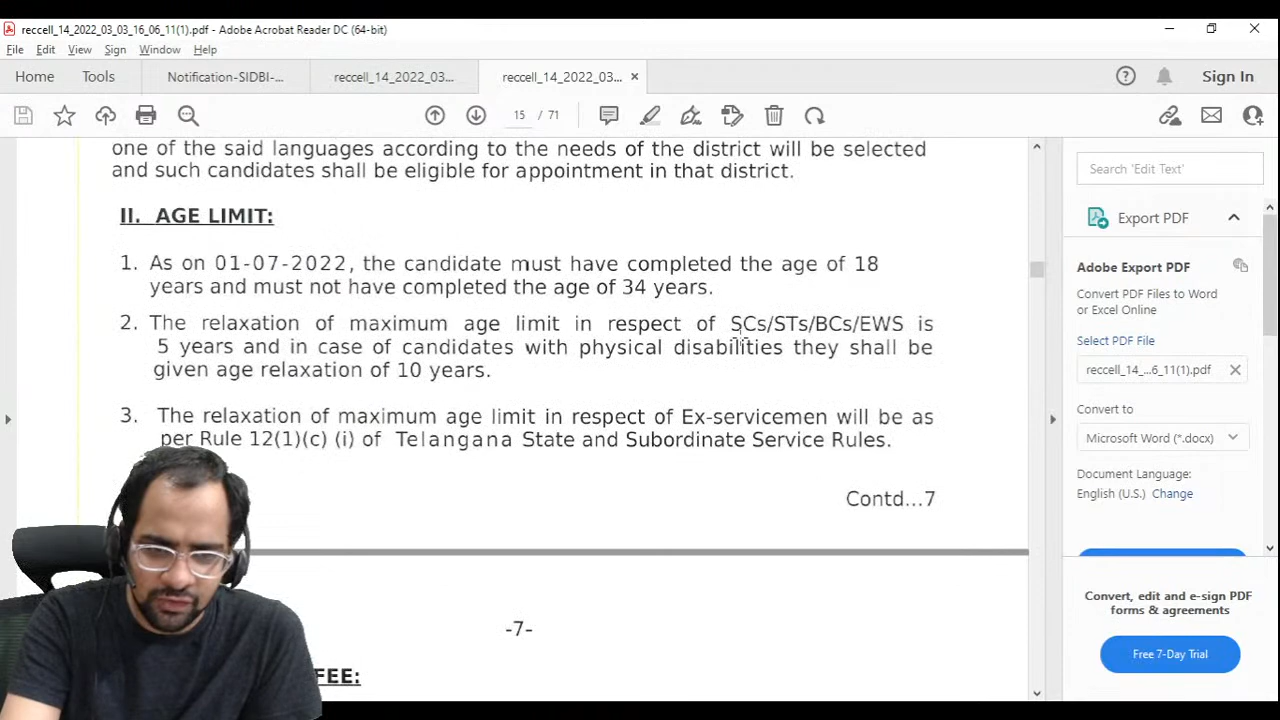 reccell_14_2022_03_03_16_06_11(1).pdf - Adobe Acrobat Reader DC (64-bit)
File Edit View Sign Window Help
Home Tools Notification-SIDBI-... reccell_14_2022_03... reccell_14_2022_03... × Sign In
15 / 71
one of the said languages according to the needs of the district will be selected
and such candidates shall be eligible for appointment in that district.
II. AGE LIMIT:
1. As on 01-07-2022, the candidate must have completed the age of 18
years and must not have completed the age of 34 years.
2. The relaxation of maximum age limit in respect of SCs/STs/BCs/EWS is
5 years and in case of candidates with physical disabilities they shall be
given age relaxation of 10 years.
3. The relaxation of maximum age limit in respect of Ex-servicemen will be as
per Rule 12(1)(c) (i) of Telangana State and Subordinate Service Rules.
Contd...7
-7-
FEE:
Search 'Edit Text'
Export PDF
Adobe Export PDF
Convert PDF Files to Word
or Excel Online
Select PDF File
reccell_14_...6_11(1).pdf ×
Convert to
Microsoft Word (*.docx)
Document Language:
English (U.S.) Change
Convert, edit and e-sign PDF
forms & agreements
Free 7-Day Trial